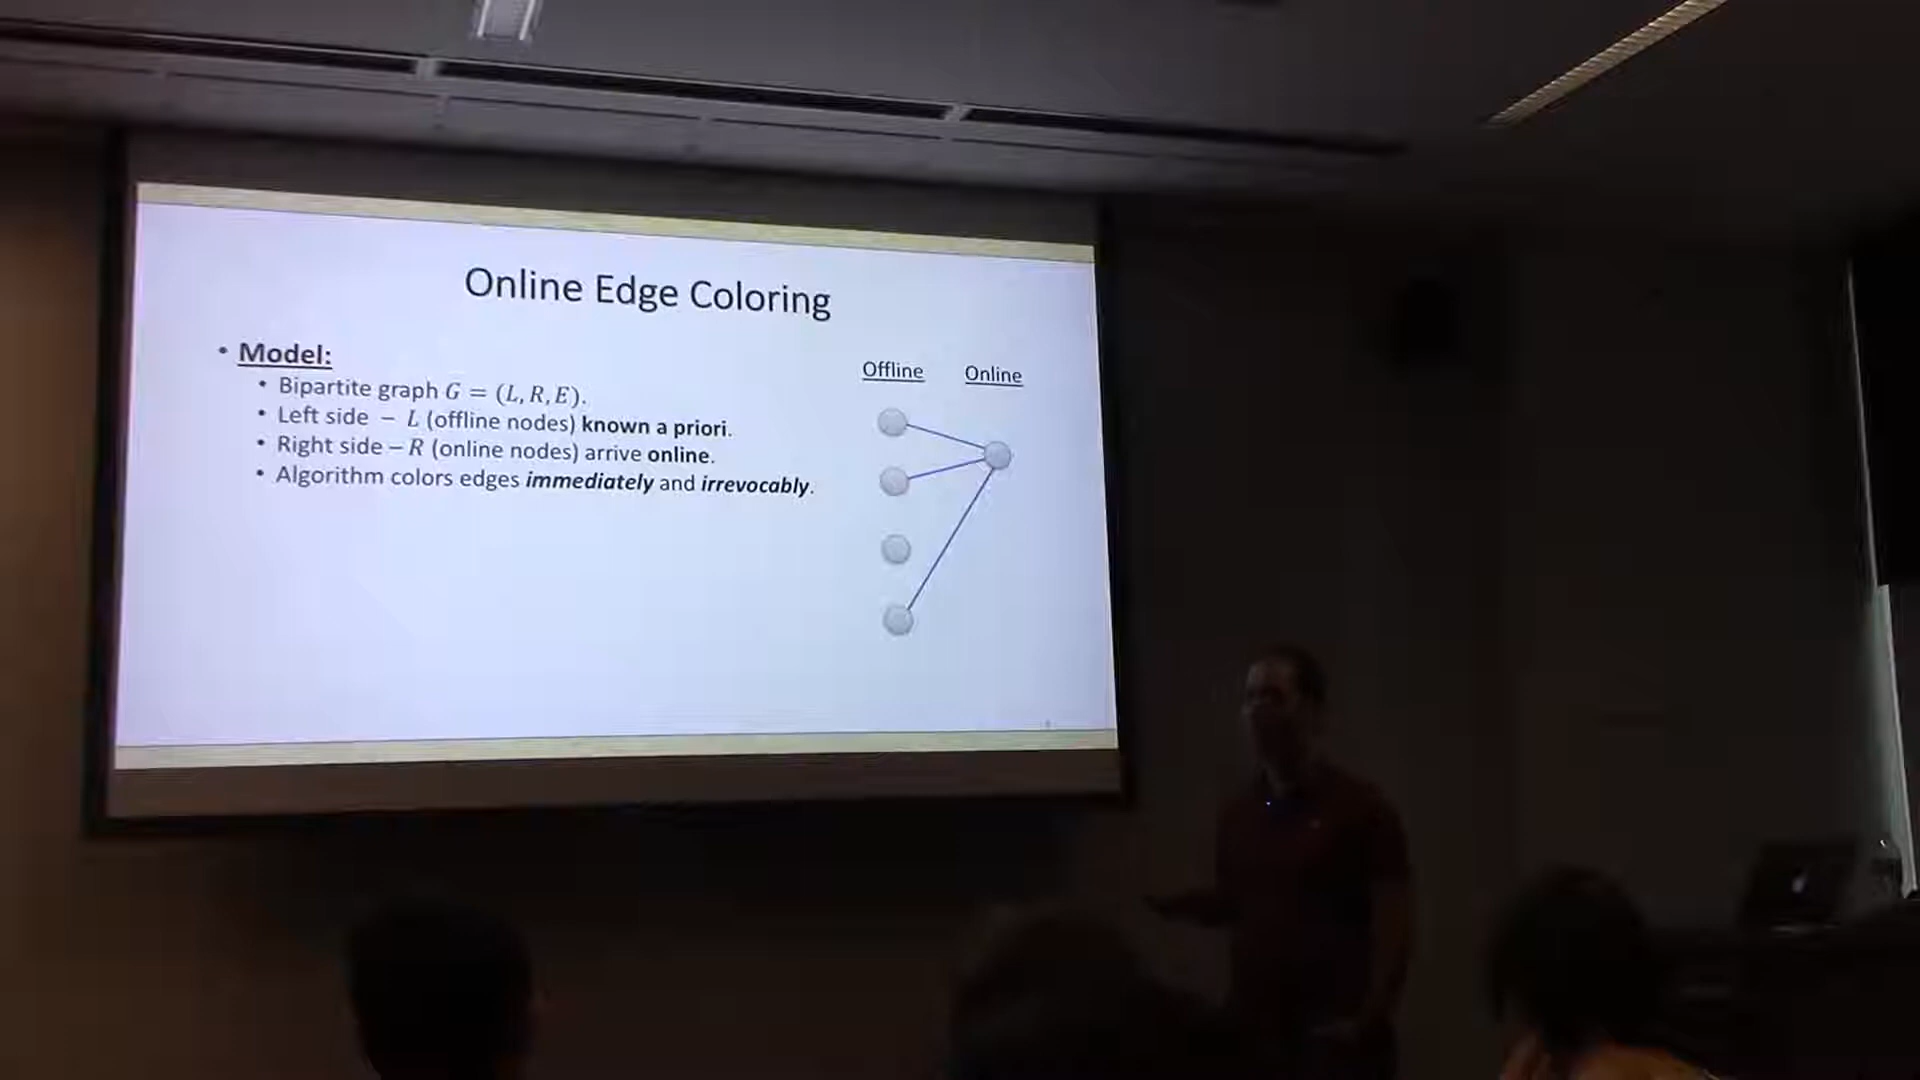 Online Edge Coloring
• Model:
• Bipartite graph G = (L, R, E).
• Left side – L (offline nodes) known a priori.
• Right side – R (online nodes) arrive online.
• Algorithm colors edges immediately and irrevocably.
Offline Online